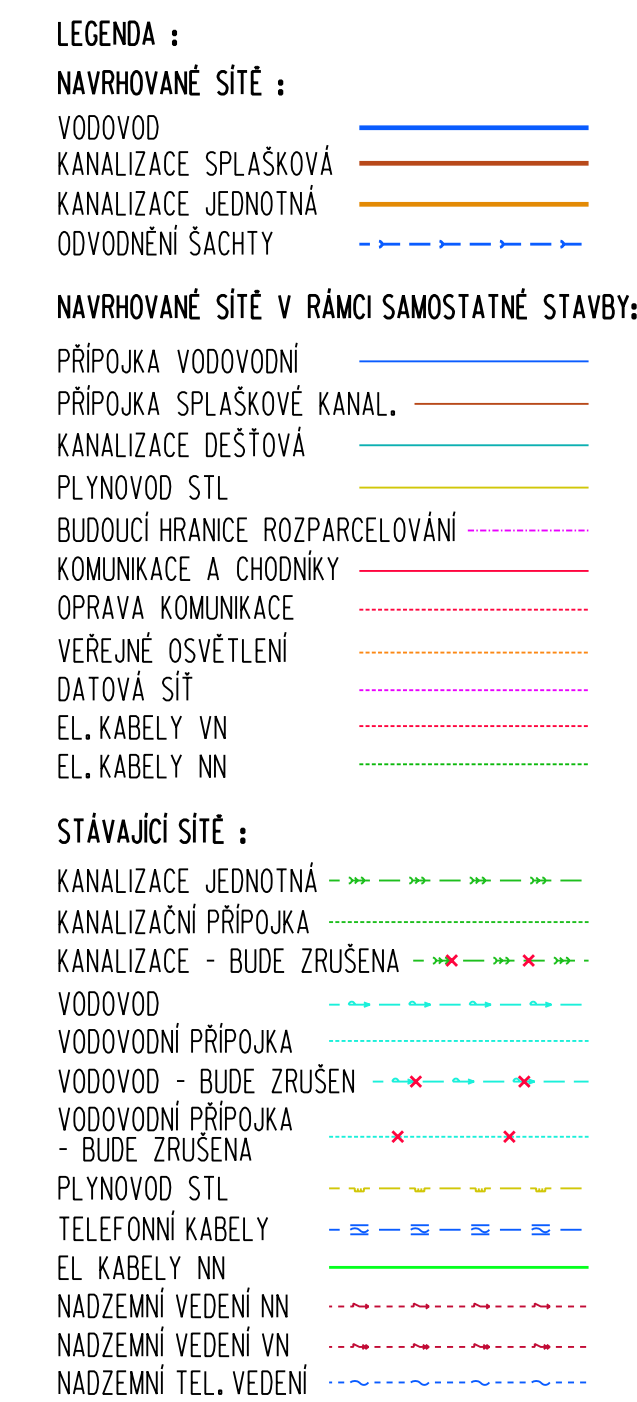 LEGENDA :
NAVRHOVANÉ SÍTĚ :
VODOVOD
KANALIZACE SPLAŠKOVÁ
KANALIZACE JEDNOTNÁ
ODVODNĚNÍ ŠACHTY
NAVRHOVANÉ SÍTĚ V RÁMCI SAMOSTATNÉ STAVBY:
PŘÍPOJKA VODOVODNÍ
PŘÍPOJKA SPLAŠKOVÉ KANAL.
KANALIZACE DEŠŤOVÁ
PLYNOVOD STL
BUDOUCÍ HRANICE ROZPARCELOVÁNÍ
KOMUNIKACE A CHODNÍKY
OPRAVA KOMUNIKACE
VEŘEJNÉ OSVĚTLENÍ
DATOVÁ SÍŤ
EL. KABELY VN
EL. KABELY NN
STÁVAJÍCÍ SÍTĚ :
KANALIZACE JEDNOTNÁ
KANALIZAČNÍ PŘÍPOJKA
KANALIZACE - BUDE ZRUŠENA
VODOVOD
VODOVODNÍ PŘÍPOJKA
VODOVOD - BUDE ZRUŠEN
VODOVODNÍ PŘÍPOJKA
- BUDE ZRUŠENA
PLYNOVOD STL
TELEFONNÍ KABELY
EL KABELY NN
NADZEMNÍ VEDENÍ NN
NADZEMNÍ VEDENÍ VN
NADZEMNÍ TEL. VEDENÍ